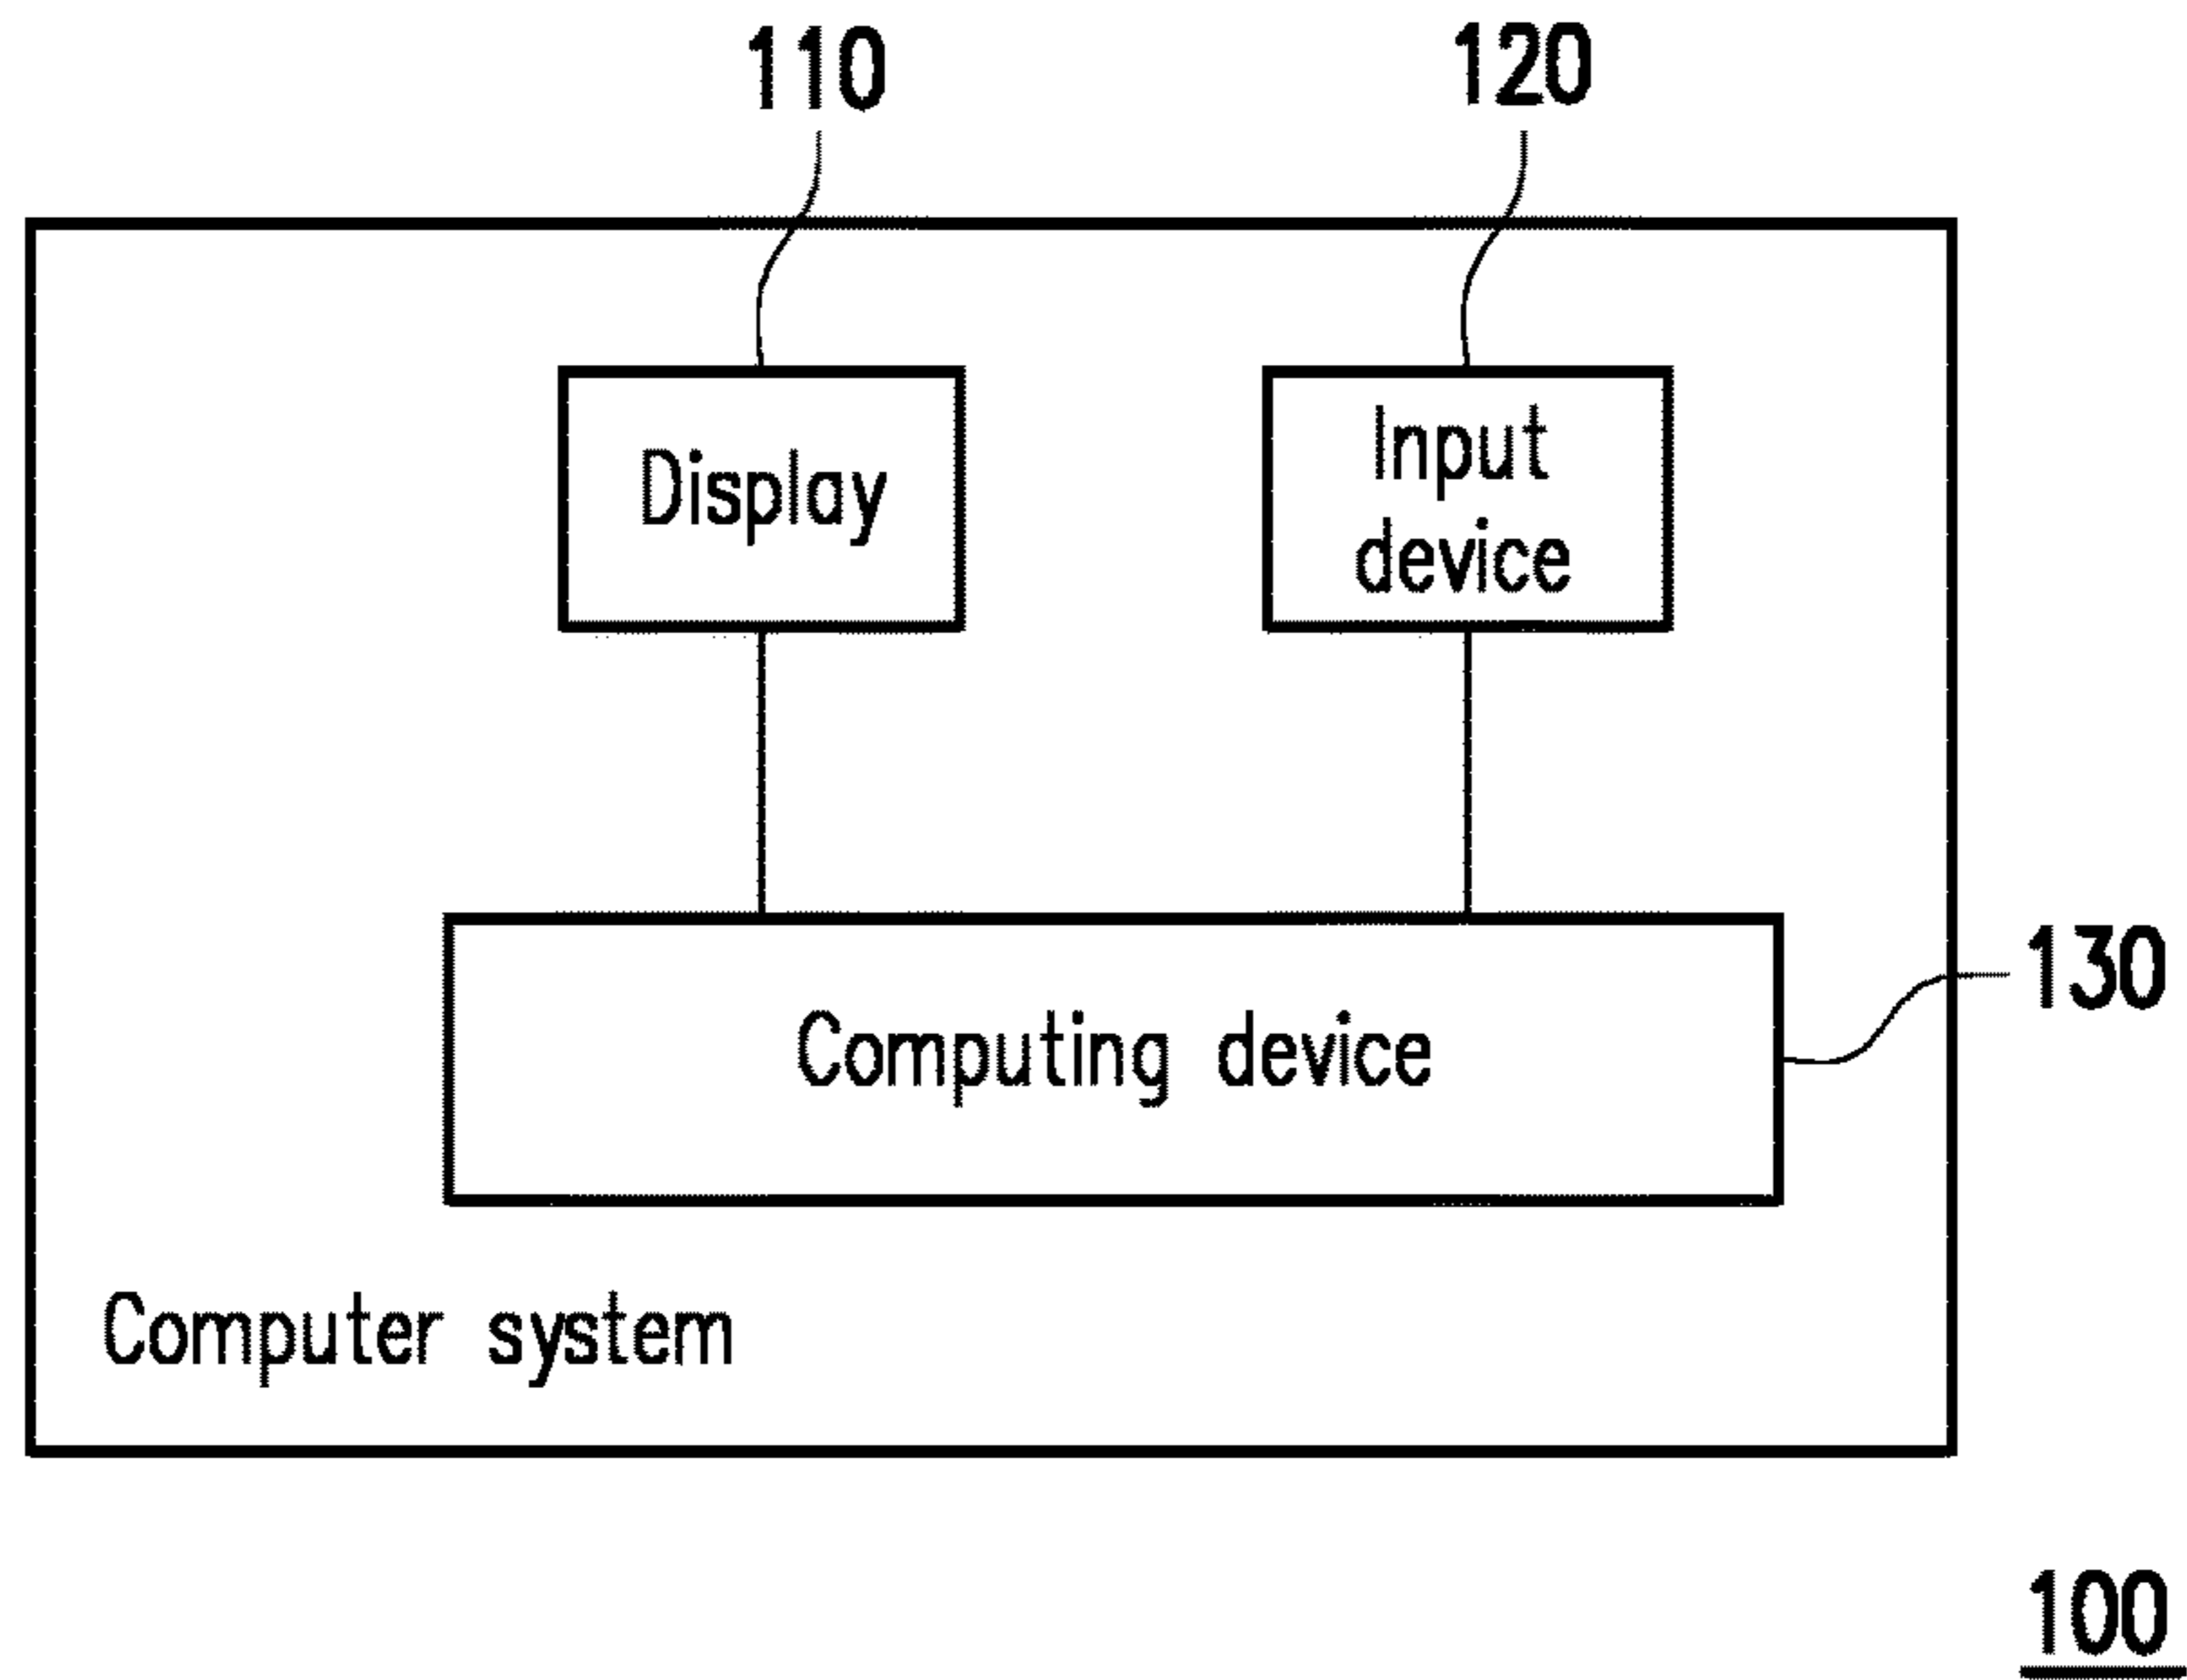 110
120
Display
Input
device
130
Computing device
Computer system
100